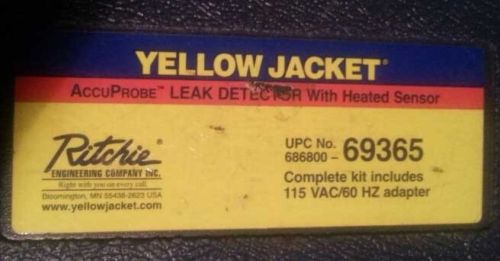 YELLOW JACKET®
ACCUPROBE™ LEAK DETECTOR With Heated Sensor
Ritchie
ENGINEERING COMPANY INC.
Right with you on every call.
Bloomington, MN 55438-2623 USA
www.yellowjacket.com
UPC No.
686800 – 69365
Complete kit includes
115 VAC/60 HZ adapter